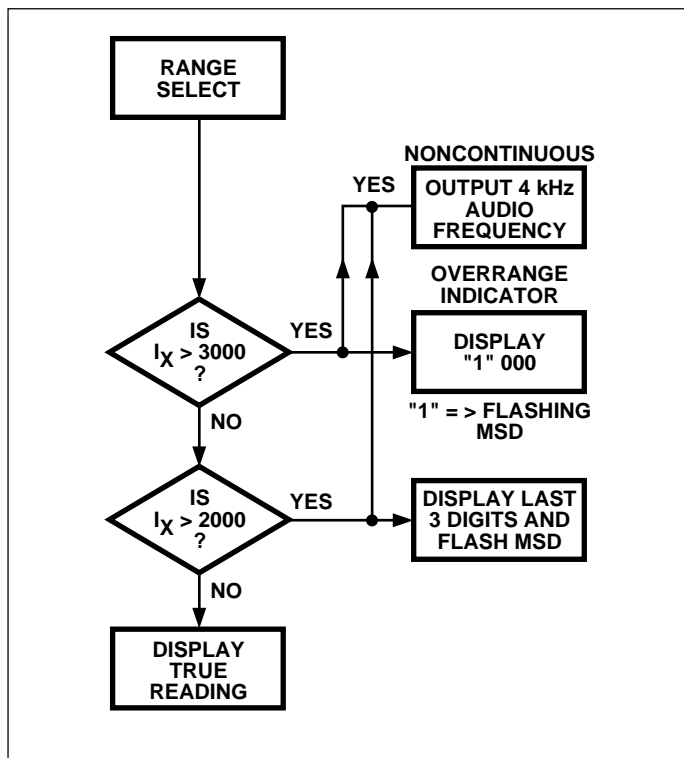 RANGE
SELECT
NONCONTINUOUS
YES
OUTPUT 4 kHz
AUDIO
FREQUENCY
OVERRANGE
INDICATOR
IS
IX > 3000
?
YES
DISPLAY
"1" 000
"1" = > FLASHING
MSD
NO
IS
IX > 2000
?
YES
DISPLAY LAST
3 DIGITS AND
FLASH MSD
NO
DISPLAY
TRUE
READING